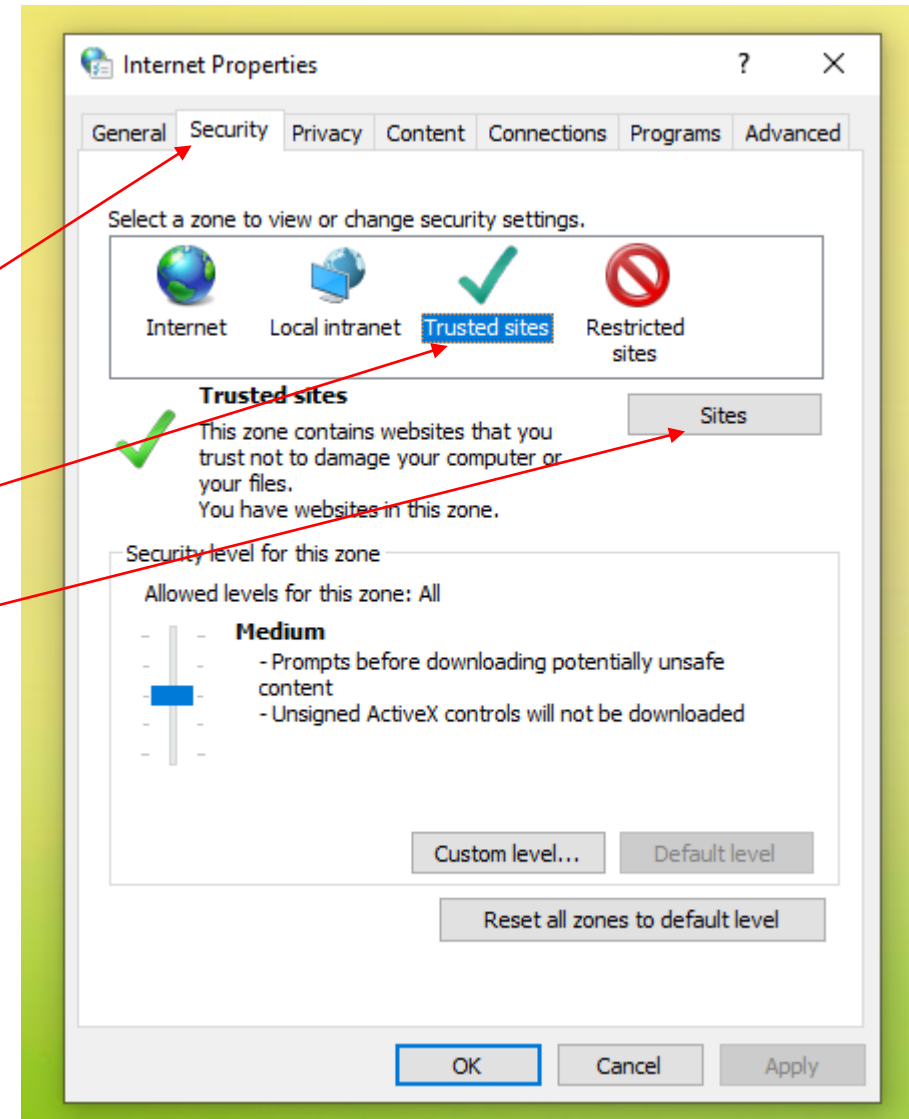 Internet Properties ?
General Security Privacy Content Connections Programs Advanced
Select a zone to view or change security settings.
Internet Local intranet Trusted sites Restricted
sites
Trusted sites
Sites
This zone contains websites that you
trust not to damage your computer or
your files.
You have websites in this zone.
Security level for this zone
Allowed levels for this zone: All
Medium
- Prompts before downloading potentially unsafe
content
- Unsigned ActiveX controls will not be downloaded
Custom level... Default level
Reset all zones to default level
OK Cancel Apply